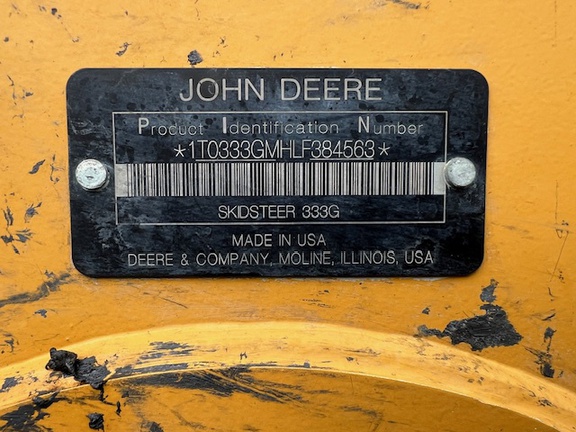 JOHN DEERE
Product Identification Number
*1T0333GMHLF384563*
SKIDSTEER 333G
MADE IN USA
DEERE & COMPANY, MOLINE, ILLINOIS, USA